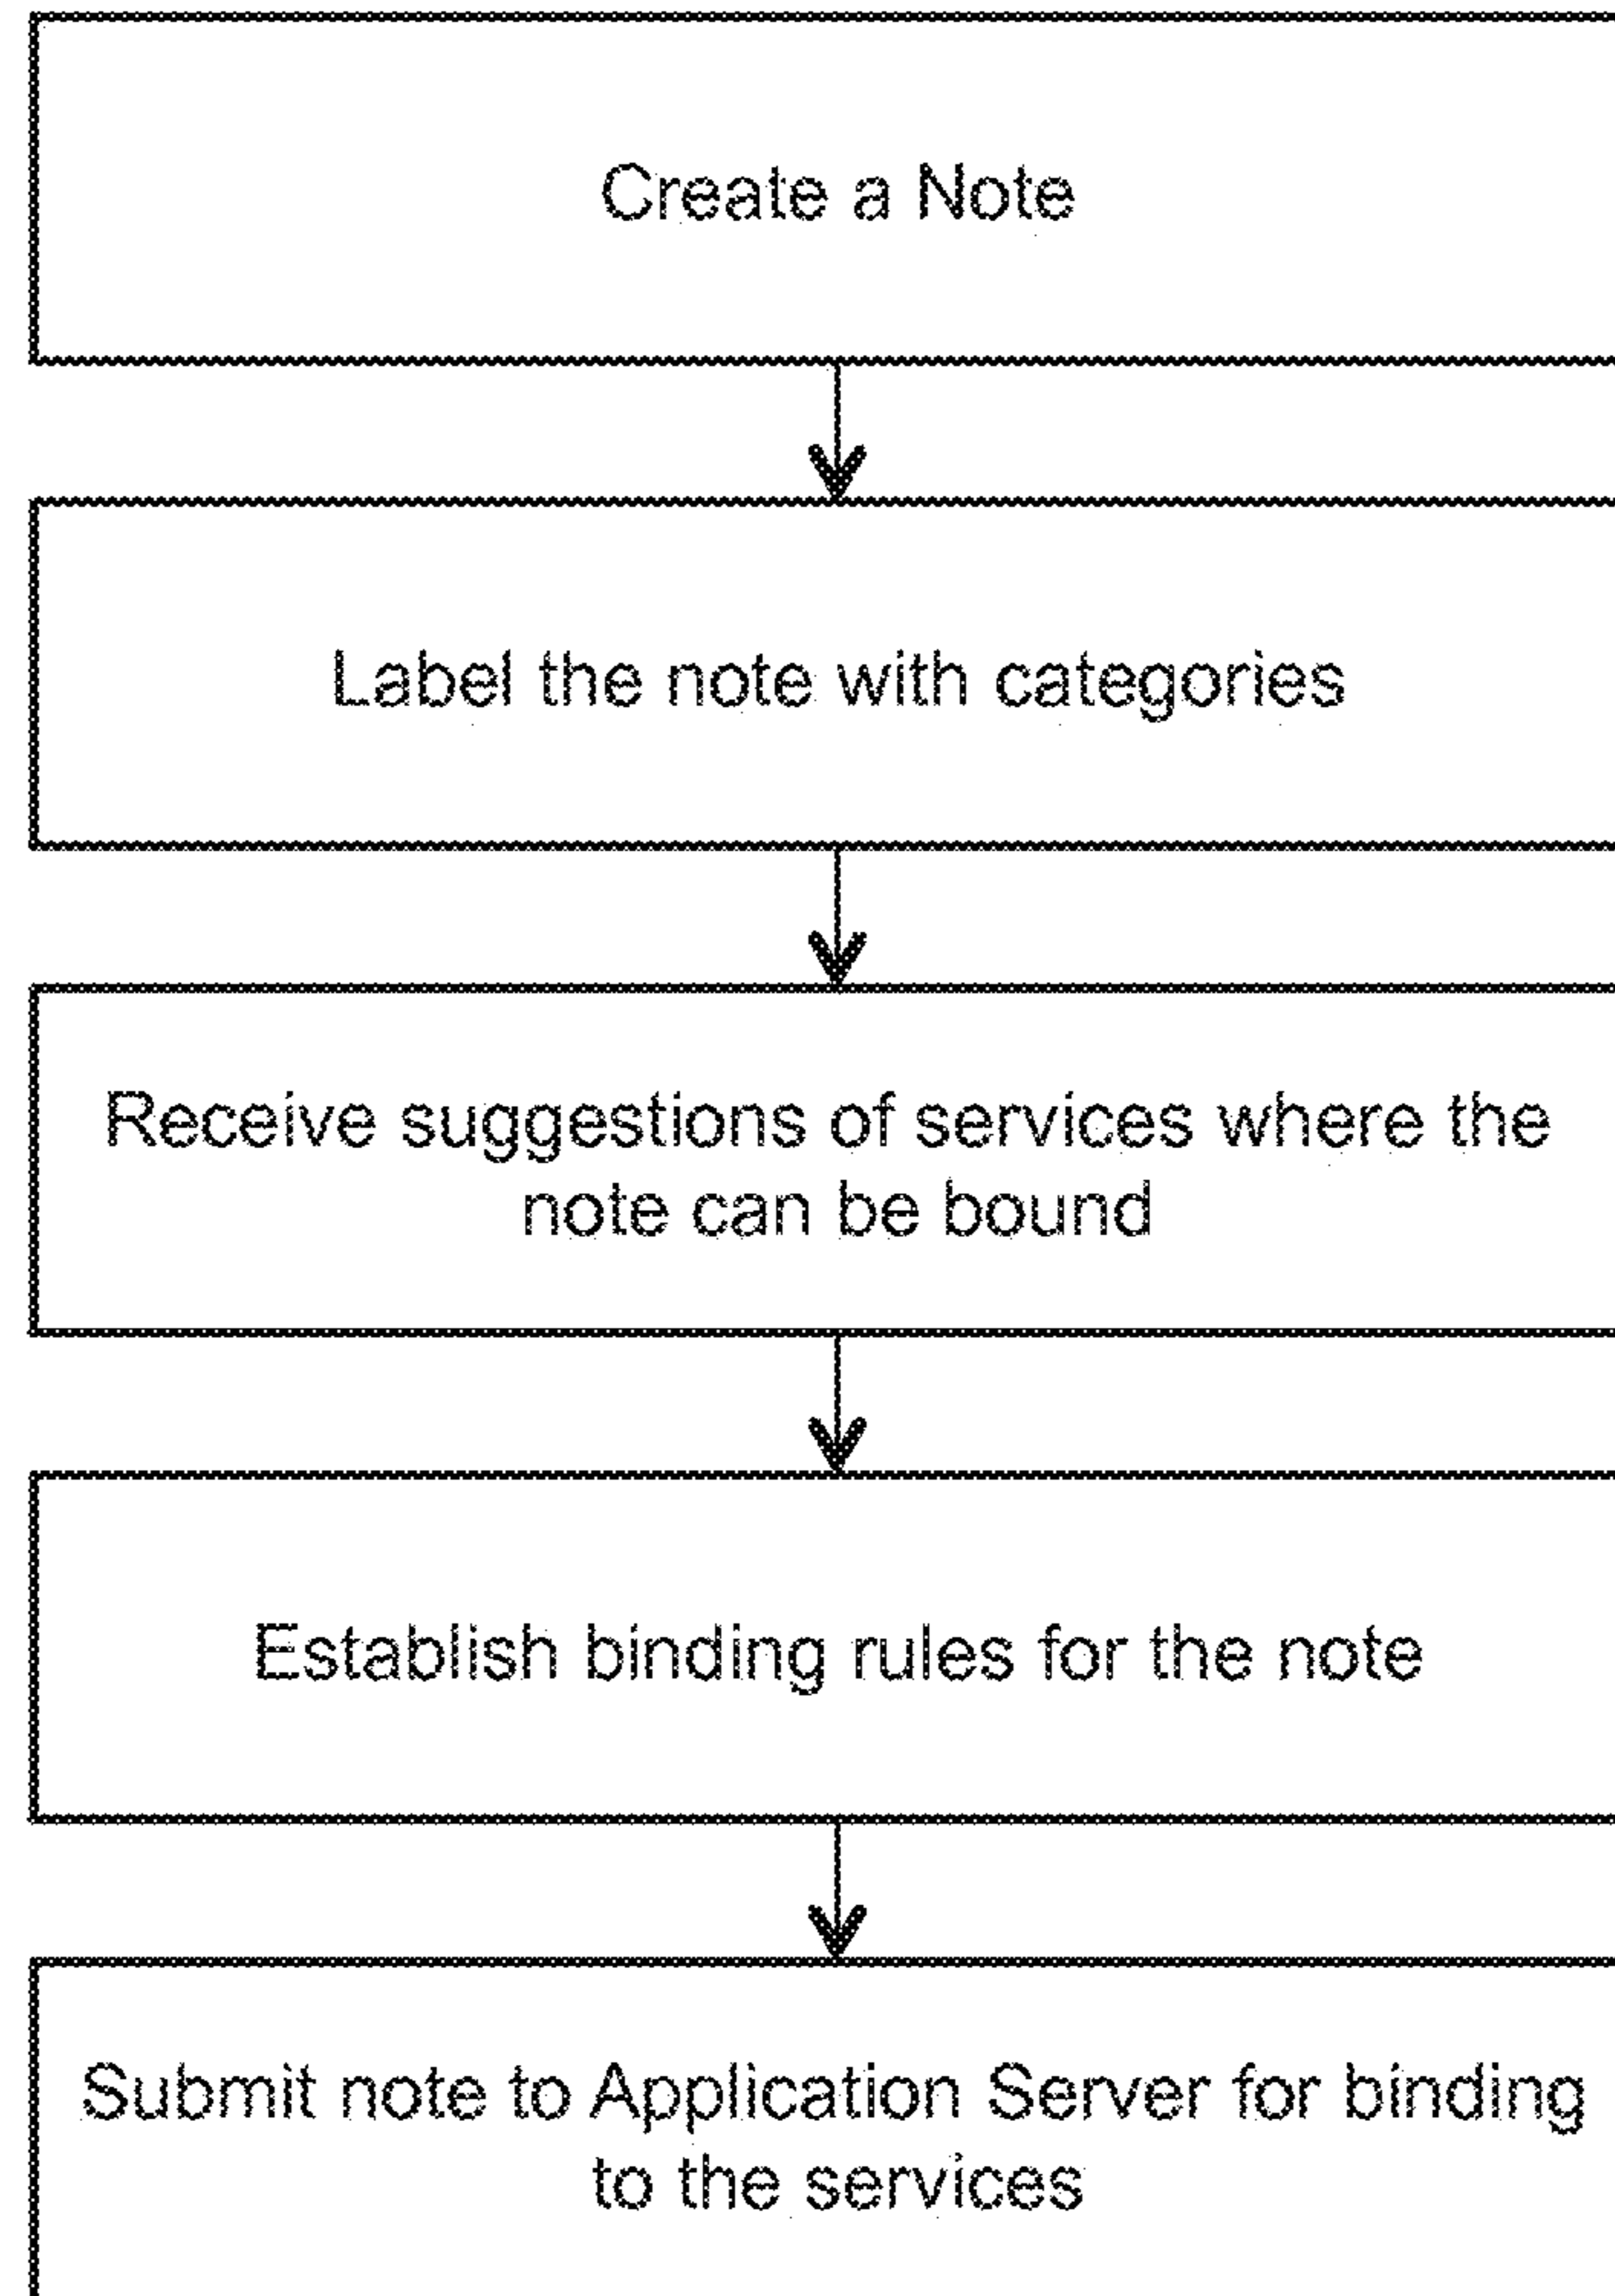 Create a Note
Label the note with categories
Receive suggestions of services where the
note can be bound
Establish binding rules for the note
Submit note to Application Server for binding
to the services